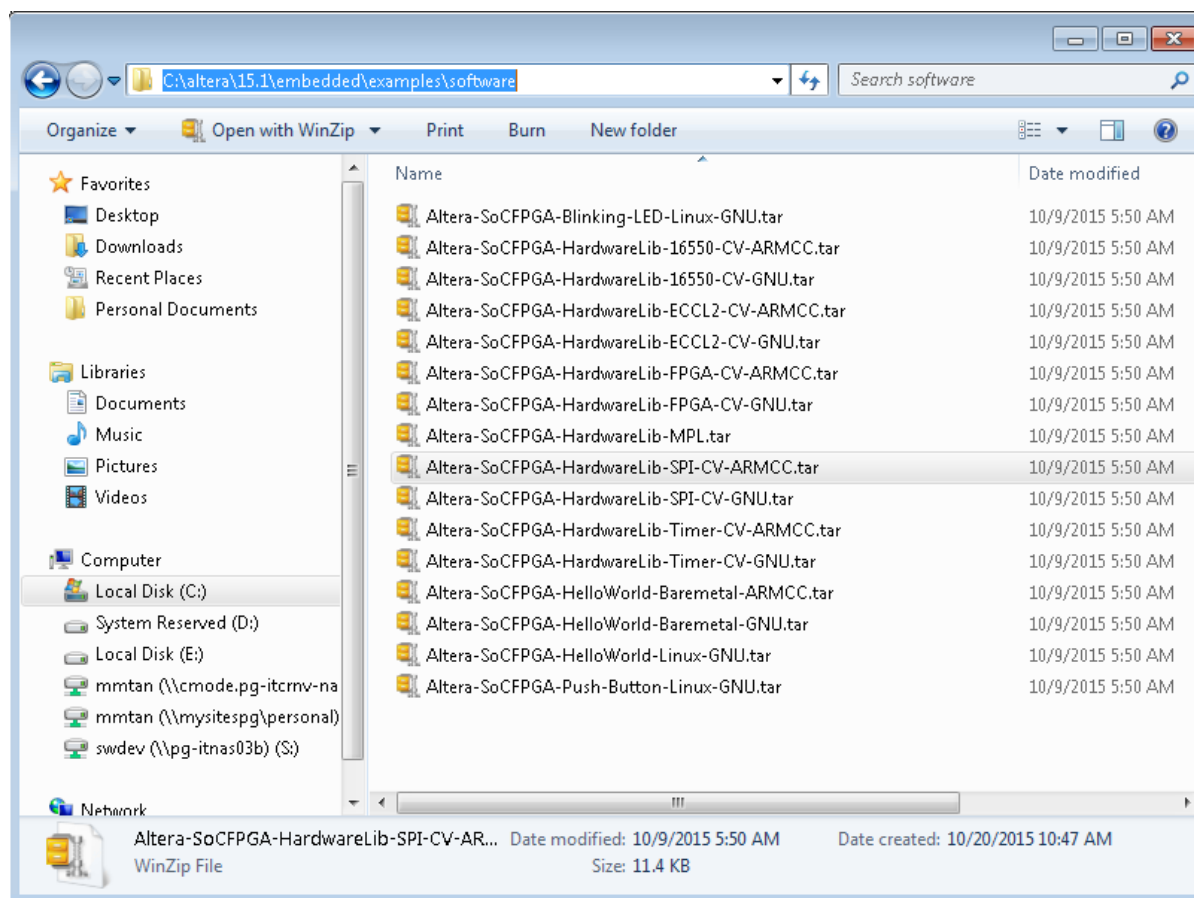 C:\altera\15.1\embedded\examples\software
Search software
Organize
Open with WinZip
Print
Burn
New folder
Favorites
Desktop
Downloads
Recent Places
Personal Documents
Libraries
Documents
Music
Pictures
Videos
Computer
Local Disk (C:)
System Reserved (D:)
Local Disk (E:)
mmtan (\\cmode.pg-itcrnv-na
mmtan (\\mysitespg\personal)
swdev (\\pg-itnas03b) (S:)
Network
Name Date modified
Altera-SoCFPGA-Blinking-LED-Linux-GNU.tar 10/9/2015 5:50 AM
Altera-SoCFPGA-HardwareLib-16550-CV-ARMCC.tar 10/9/2015 5:50 AM
Altera-SoCFPGA-HardwareLib-16550-CV-GNU.tar 10/9/2015 5:50 AM
Altera-SoCFPGA-HardwareLib-ECCL2-CV-ARMCC.tar 10/9/2015 5:50 AM
Altera-SoCFPGA-HardwareLib-ECCL2-CV-GNU.tar 10/9/2015 5:50 AM
Altera-SoCFPGA-HardwareLib-FPGA-CV-ARMCC.tar 10/9/2015 5:50 AM
Altera-SoCFPGA-HardwareLib-FPGA-CV-GNU.tar 10/9/2015 5:50 AM
Altera-SoCFPGA-HardwareLib-MPL.tar 10/9/2015 5:50 AM
Altera-SoCFPGA-HardwareLib-SPI-CV-ARMCC.tar 10/9/2015 5:50 AM
Altera-SoCFPGA-HardwareLib-SPI-CV-GNU.tar 10/9/2015 5:50 AM
Altera-SoCFPGA-HardwareLib-Timer-CV-ARMCC.tar 10/9/2015 5:50 AM
Altera-SoCFPGA-HardwareLib-Timer-CV-GNU.tar 10/9/2015 5:50 AM
Altera-SoCFPGA-HelloWorld-Baremetal-ARMCC.tar 10/9/2015 5:50 AM
Altera-SoCFPGA-HelloWorld-Baremetal-GNU.tar 10/9/2015 5:50 AM
Altera-SoCFPGA-HelloWorld-Linux-GNU.tar 10/9/2015 5:50 AM
Altera-SoCFPGA-Push-Button-Linux-GNU.tar 10/9/2015 5:50 AM
Altera-SoCFPGA-HardwareLib-SPI-CV-AR... Date modified: 10/9/2015 5:50 AM Date created: 10/20/2015 10:47 AM
WinZip File Size: 11.4 KB